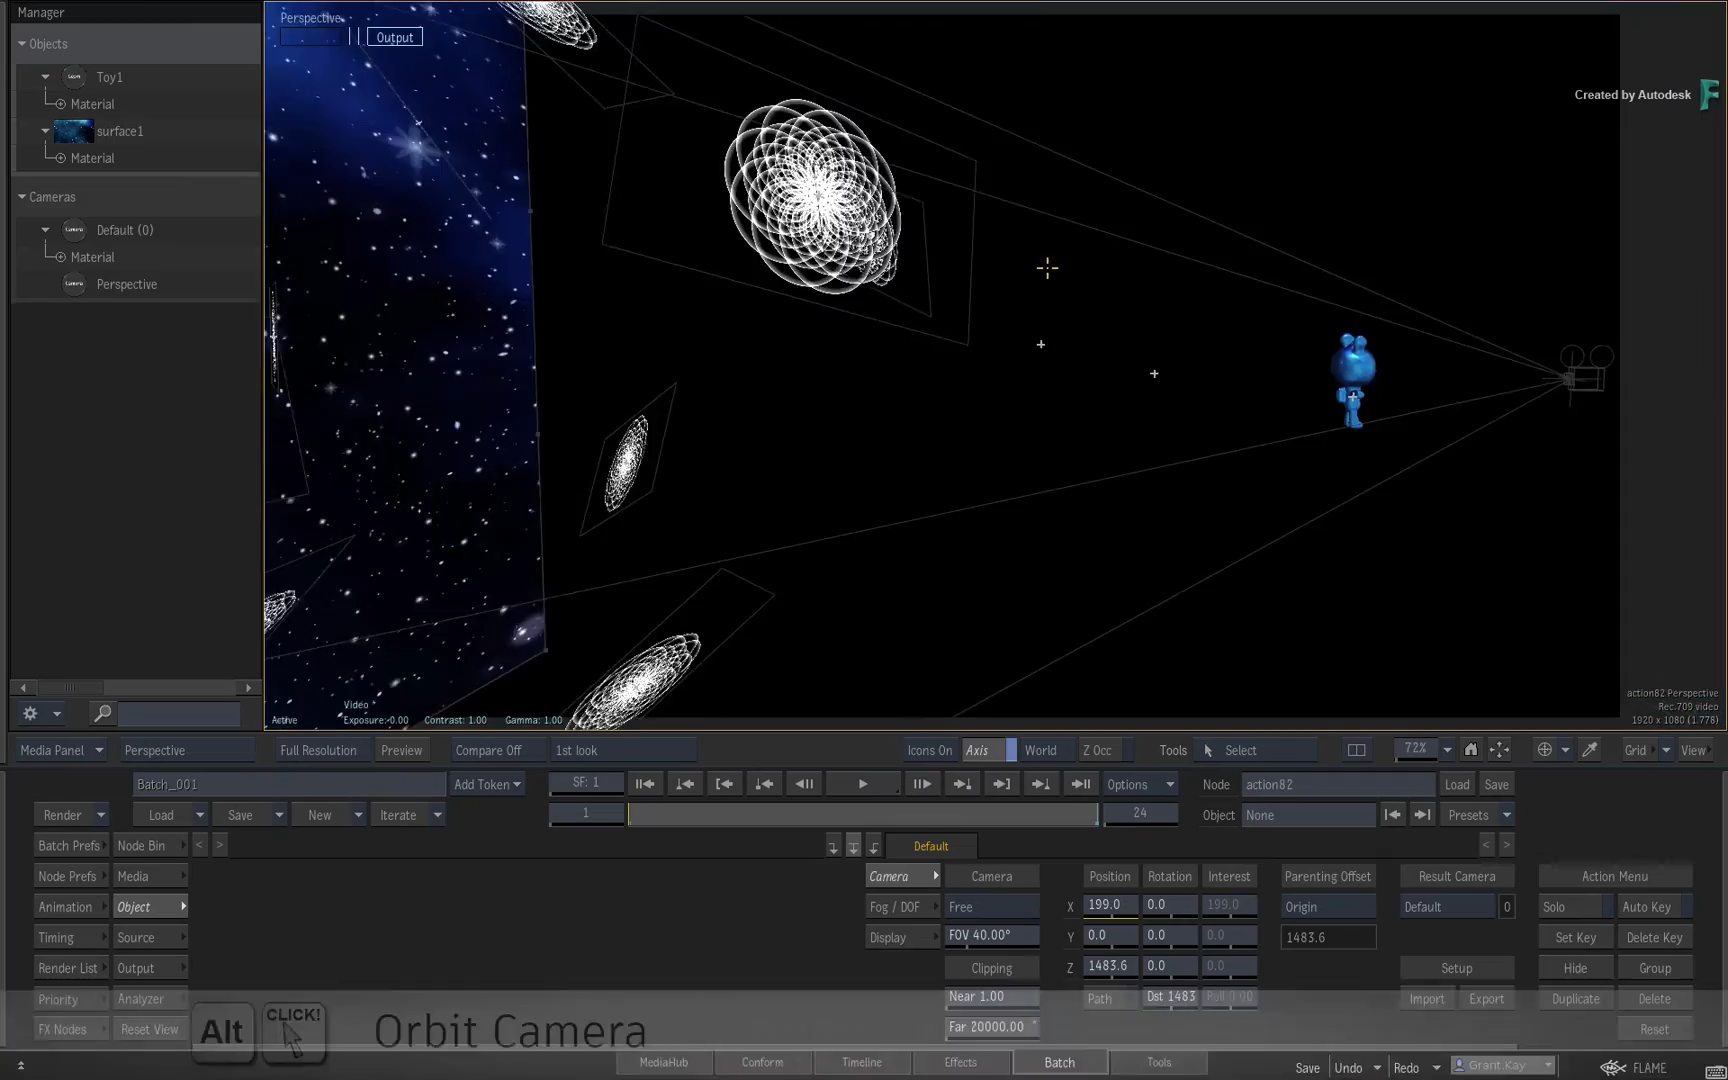 Manager
Objects
Toy1
Material
surface1
Material
Cameras
Default (0)
Material
Perspective
Perspective
Output
Created by Autodesk
Video
Active Exposure:-0.00 Contrast: 1.00 Gamma: 1.00
action82 Perspective
Rec.709 video
1920 x 1080 (1.778)
Media Panel Perspective Full Resolution Preview Compare Off 1st look Icons On Axis World Z Occ Tools Select 72% Grid View
Batch_001 Add Token SF: 1 Options Node action82 Load Save
Render Load Save New Iterate 1 24 Object None Presets
Batch Prefs Node Bin < > Default < >
Node Prefs Media Camera Camera Position Rotation Interest Parenting Offset Result Camera Action Menu
Animation Object Fog / DOF Free X 199.0 0.0 199.0 Origin Default 0 Solo Auto Key
Timing Source Display FOV 40.00° Y 0.0 0.0 0.0 1483.6 Set Key Delete Key
Render List Output Clipping Z 1483.6 0.0 0.0 Setup Hide Group
Priority Analyzer Near 1.00 Path Dst 1483 Roll 0.00 Import Export Duplicate Delete
FX Nodes Reset View Far 20000.00 Reset
Alt CLICK! Orbit Camera
MediaHub Conform Timeline Effects Batch Tools Save Undo Redo Grant.Kay FLAME